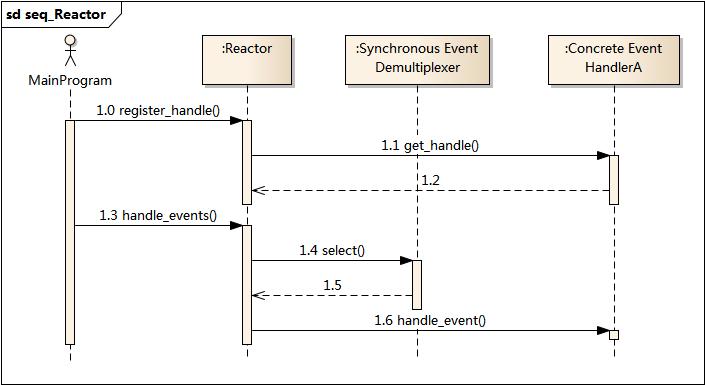 sd seq_Reactor
:Reactor
:Synchronous Event
Demultiplexer
:Concrete Event
HandlerA
MainProgram
1.0 register_handle()
1.1 get_handle()
1.2
1.3 handle_events()
1.4 select()
1.5
1.6 handle_event()